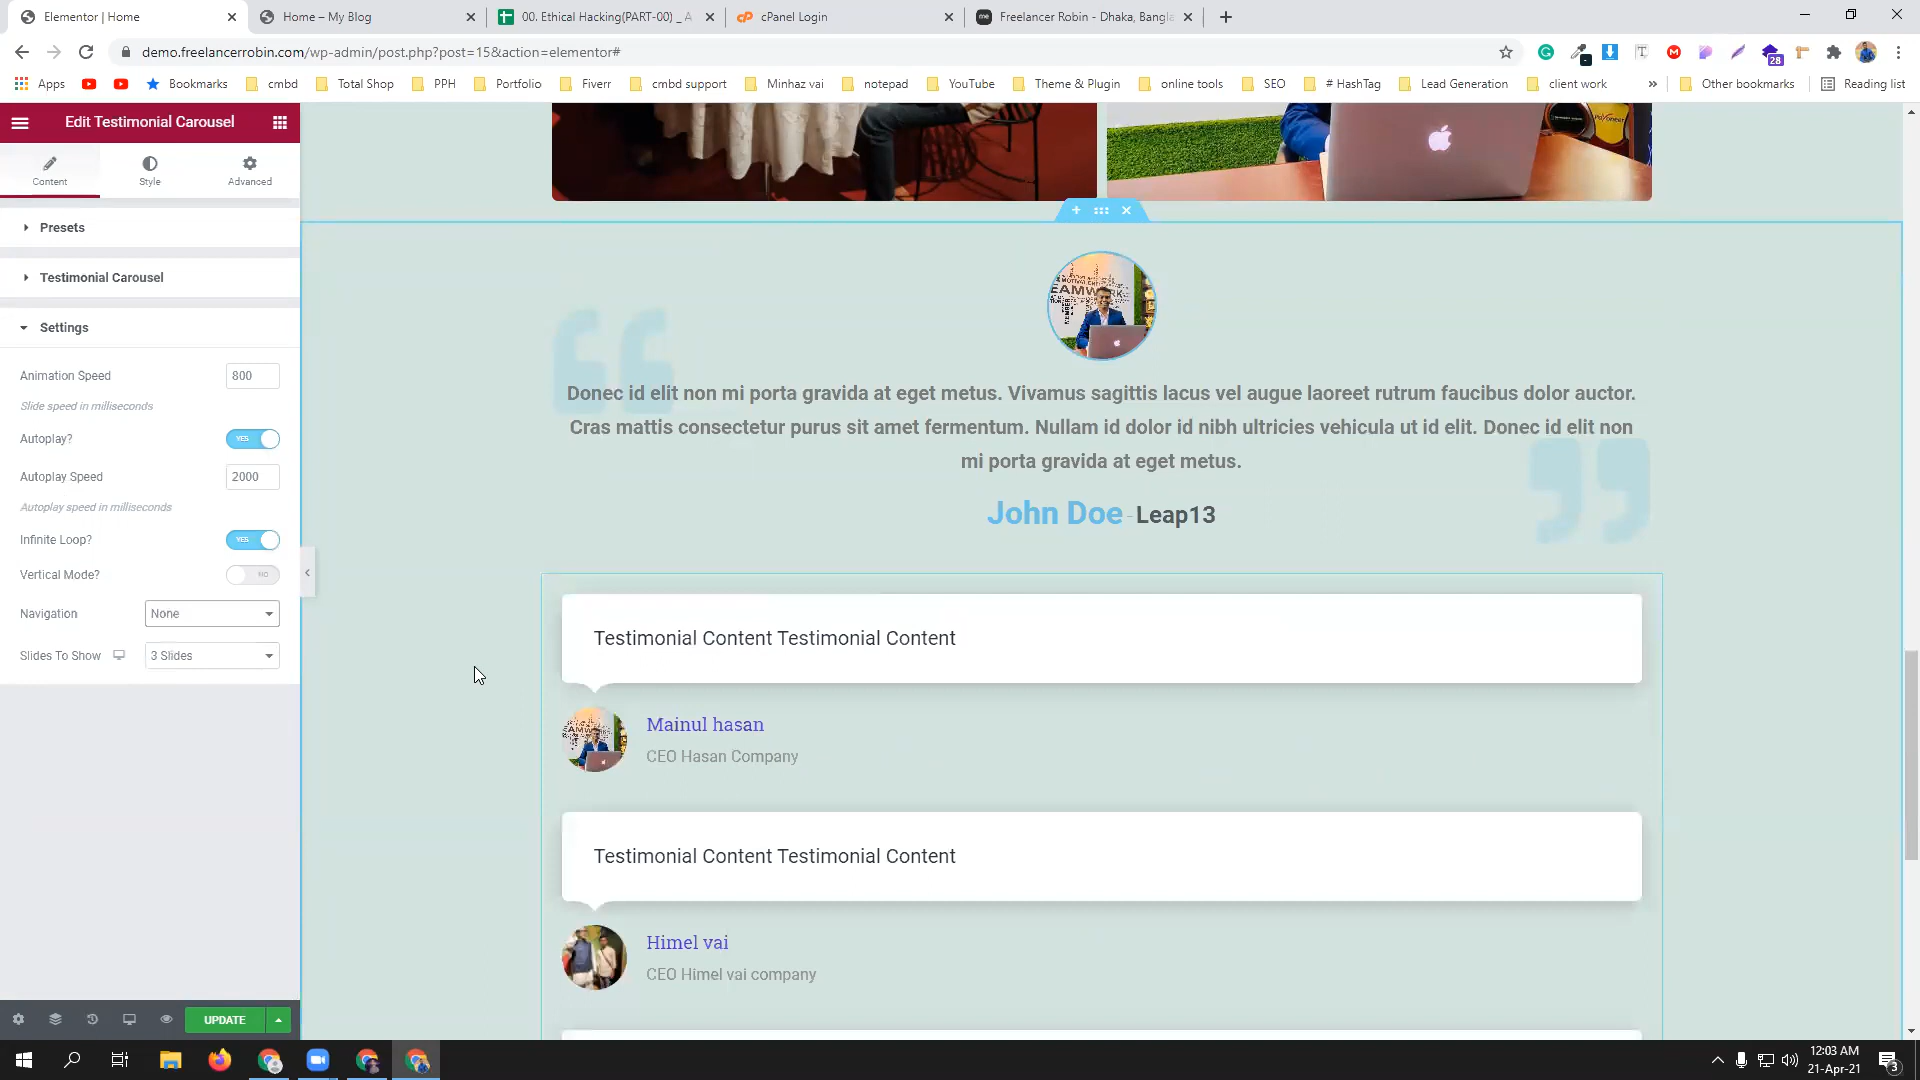 Elementor | Home
Home – My Blog
00. Ethical Hacking(PART-00) _ A
cPanel Login
Freelancer Robin - Dhaka, Bangla
demo.freelancerrobin.com/wp-admin/post.php?post=15&action=elementor#
28
Apps
Bookmarks
cmbd
Total Shop
PPH
Portfolio
Fiverr
cmbd support
Minhaz vai
notepad
YouTube
Theme & Plugin
online tools
SEO
# HashTag
Lead Generation
client work
»
Other bookmarks
Reading list
Edit Testimonial Carousel
Content
Style
Advanced
Presets
Testimonial Carousel
Settings
Animation Speed
800
Slide speed in milliseconds
Autoplay?
YES
Autoplay Speed
2000
Autoplay speed in milliseconds
Infinite Loop?
YES
Vertical Mode?
NO
Navigation
None
Slides To Show
3 Slides
UPDATE
Payoneer
Donec id elit non mi porta gravida at eget metus. Vivamus sagittis lacus vel augue laoreet rutrum faucibus dolor auctor.
Cras mattis consectetur purus sit amet fermentum. Nullam id dolor id nibh ultricies vehicula ut id elit. Donec id elit non
mi porta gravida at eget metus.
John Doe - Leap13
Testimonial Content Testimonial Content
Mainul hasan
CEO Hasan Company
Testimonial Content Testimonial Content
Himel vai
CEO Himel vai company
12:03 AM
21-Apr-21
3